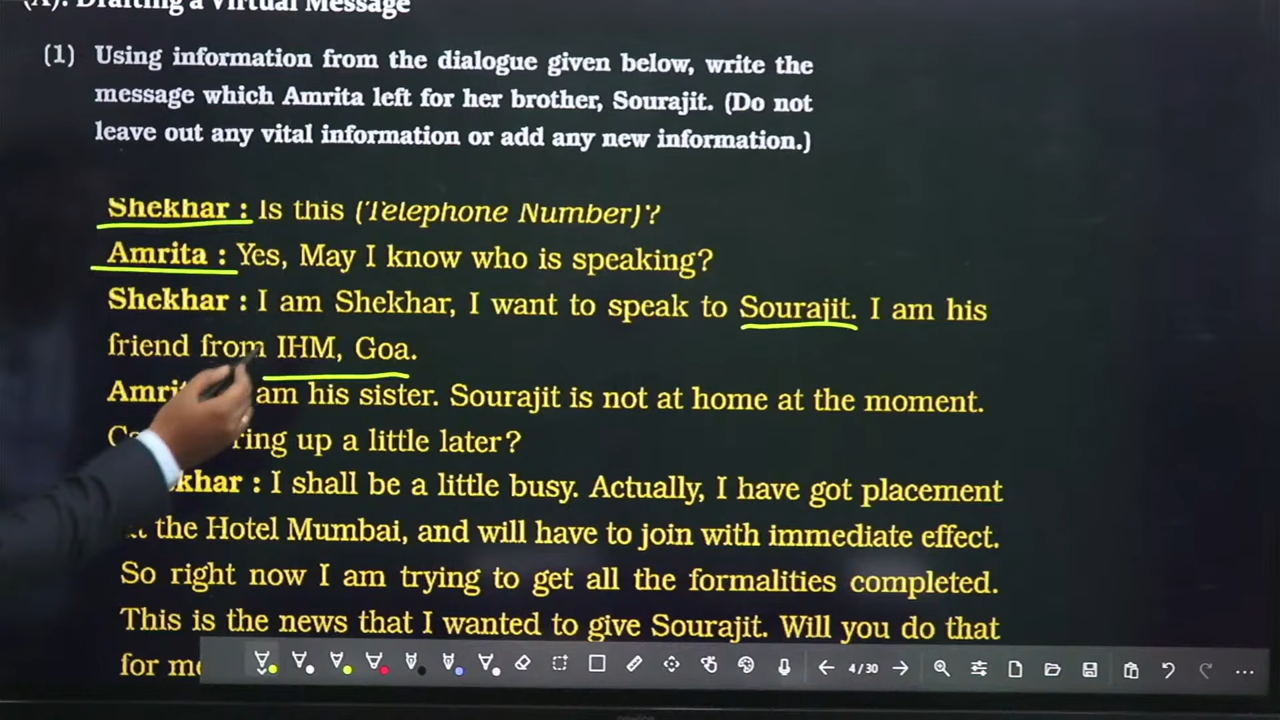 (A). Drafting a Virtual Message
(1) Using information from the dialogue given below, write the
message which Amrita left for her brother, Sourajit. (Do not
leave out any vital information or add any new information.)
Shekhar : Is this (Telephone Number)?
Amrita : Yes, May I know who is speaking?
Shekhar : I am Shekhar, I want to speak to Sourajit. I am his
friend from IHM, Goa.
am his sister. Sourajit is not at home at the moment.
up a little later?
I shall be a little busy. Actually, I have got placement
the Hotel Mumbai, and will have to join with immediate effect.
So right now I am trying to get all the formalities completed.
This is the news that I wanted to give Sourajit. Will you do that
for
4/30